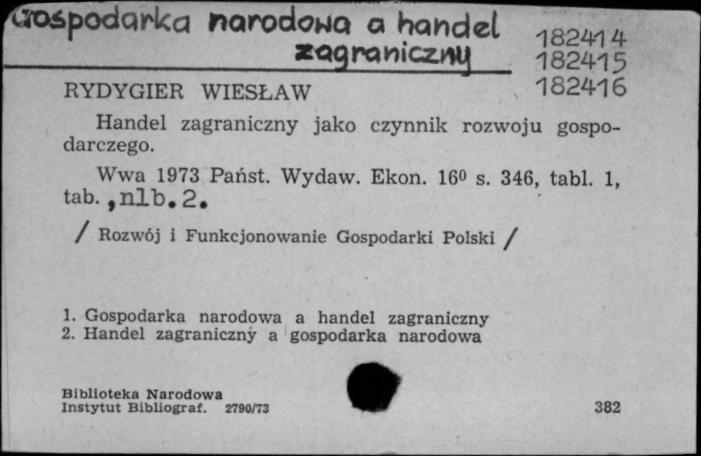 Gospodarka narodowa a handel
zagraniczny
182414
182415
182416
RYDYGIER WIESŁAW
Handel zagraniczny jako czynnik rozwoju gospo-
darczego.
Wwa 1973 Państ. Wydaw. Ekon. 16⁰ s. 346, tabl. 1,
tab. , nlb. 2.
/ Rozwój i Funkcjonowanie Gospodarki Polski /
1. Gospodarka narodowa a handel zagraniczny
2. Handel zagraniczny a gospodarka narodowa
Biblioteka Narodowa
Instytut Bibliograf. 2790/73
382